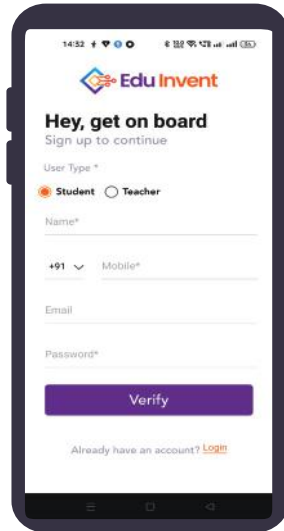 14:52
Edu Invent
Hey, get on board
Sign up to continue
User Type *
Student Teacher
Name*
+91 Mobile*
Email
Password*
Verify
Already have an account? Login